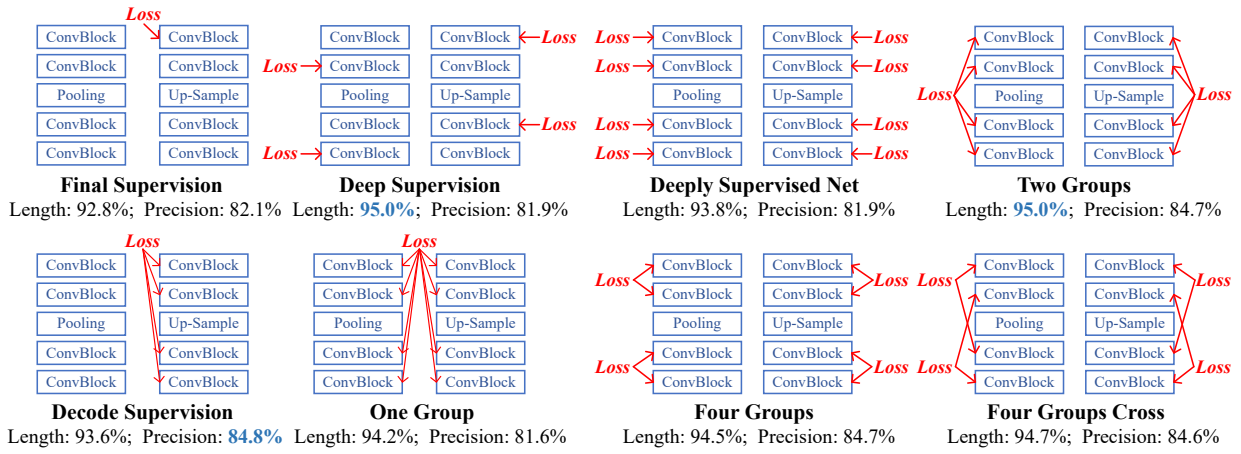 Loss
ConvBlock ConvBlock
ConvBlock ConvBlock
Pooling Up-Sample
ConvBlock ConvBlock
ConvBlock ConvBlock
Final Supervision
Length: 92.8%; Precision: 82.1%
ConvBlock ConvBlock Loss
Loss ConvBlock ConvBlock
Pooling Up-Sample
ConvBlock ConvBlock Loss
Loss ConvBlock ConvBlock
Deep Supervision
Length: 95.0%; Precision: 81.9%
Loss ConvBlock ConvBlock Loss
Loss ConvBlock ConvBlock Loss
Pooling Up-Sample
Loss ConvBlock ConvBlock Loss
Loss ConvBlock ConvBlock Loss
Deeply Supervised Net
Length: 93.8%; Precision: 81.9%
ConvBlock ConvBlock
ConvBlock ConvBlock
Loss Pooling Up-Sample Loss
ConvBlock ConvBlock
ConvBlock ConvBlock
Two Groups
Length: 95.0%; Precision: 84.7%
Loss
ConvBlock ConvBlock
ConvBlock ConvBlock
Pooling Up-Sample
ConvBlock ConvBlock
ConvBlock ConvBlock
Decode Supervision
Length: 93.6%; Precision: 84.8%
Loss
ConvBlock ConvBlock
ConvBlock ConvBlock
Pooling Up-Sample
ConvBlock ConvBlock
ConvBlock ConvBlock
One Group
Length: 94.2%; Precision: 81.6%
ConvBlock ConvBlock
Loss Loss
ConvBlock ConvBlock
Pooling Up-Sample
ConvBlock ConvBlock
Loss Loss
ConvBlock ConvBlock
Four Groups
Length: 94.5%; Precision: 84.7%
ConvBlock ConvBlock
Loss Loss
ConvBlock ConvBlock
Pooling Up-Sample
ConvBlock ConvBlock
Loss Loss
ConvBlock ConvBlock
Four Groups Cross
Length: 94.7%; Precision: 84.6%